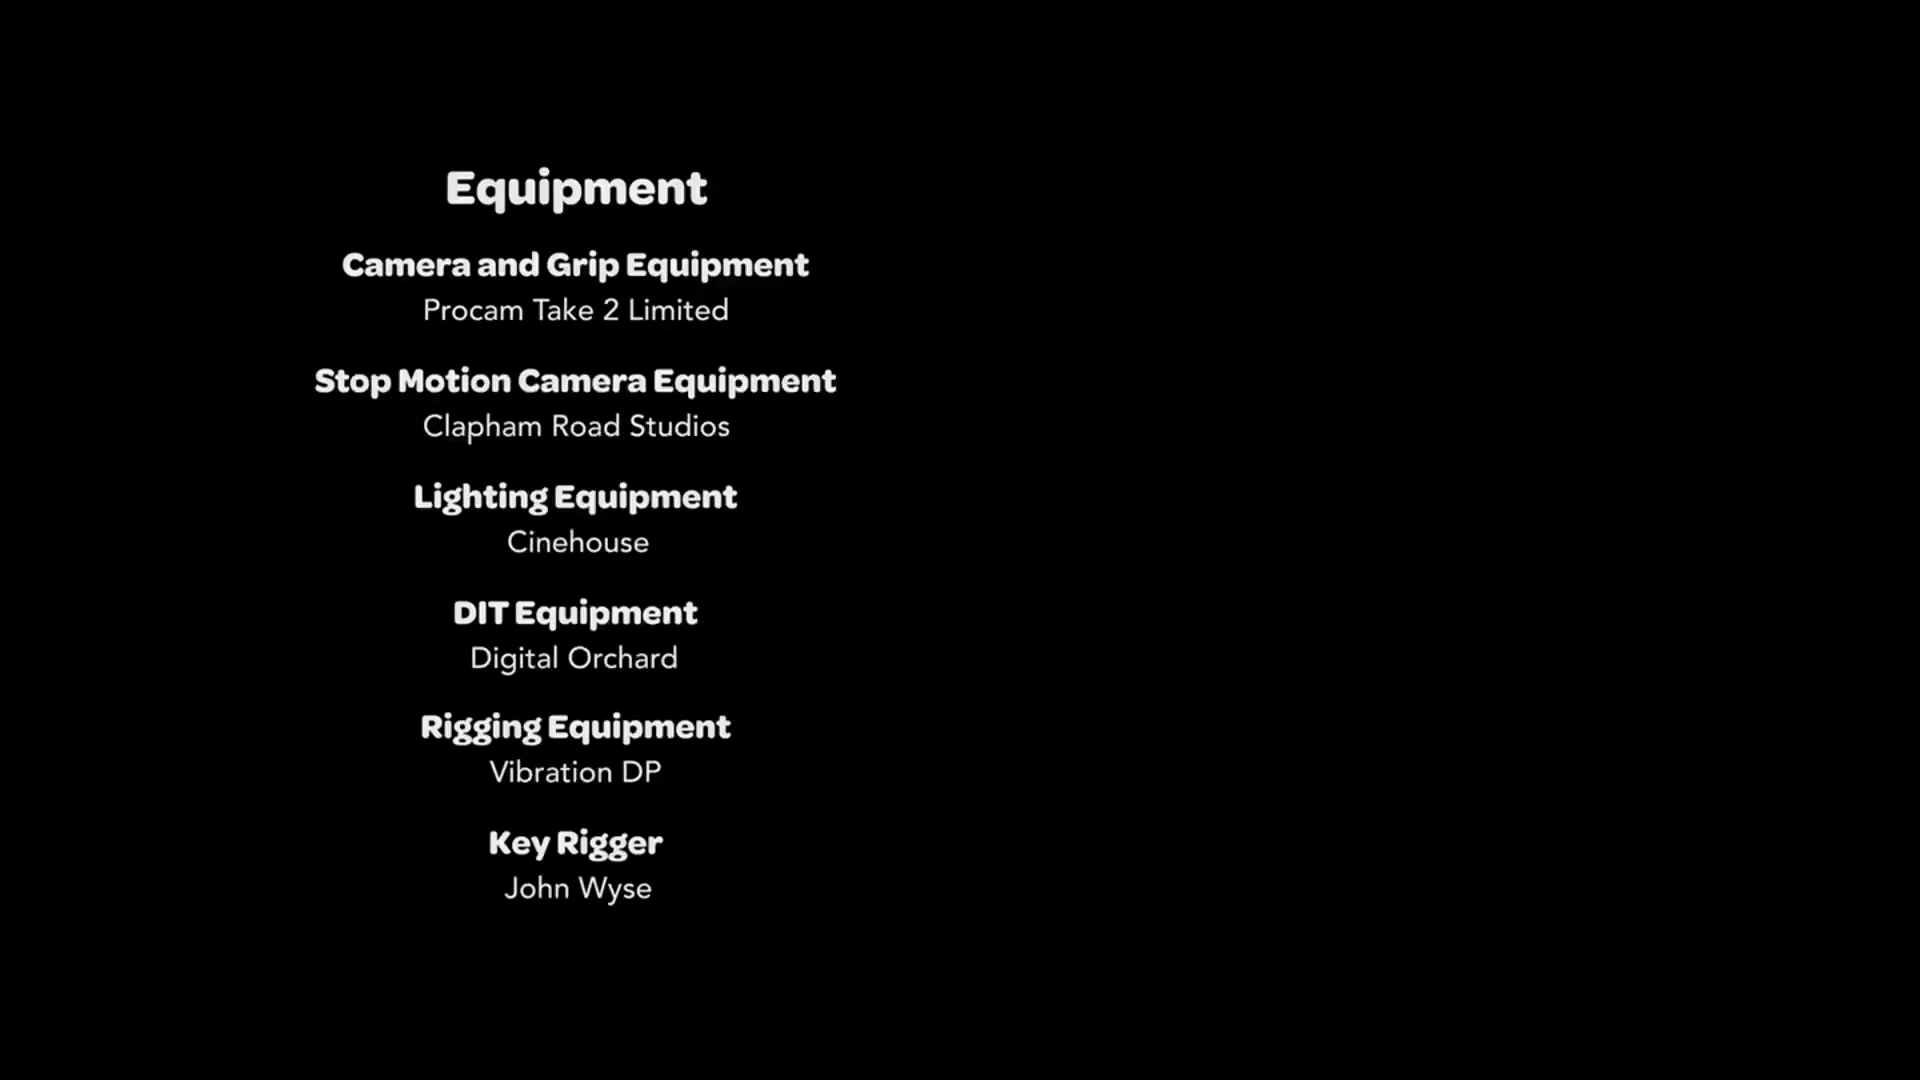 Equipment
Camera and Grip Equipment
Procam Take 2 Limited
Stop Motion Camera Equipment
Clapham Road Studios
Lighting Equipment
Cinehouse
DIT Equipment
Digital Orchard
Rigging Equipment
Vibration DP
Key Rigger
John Wyse